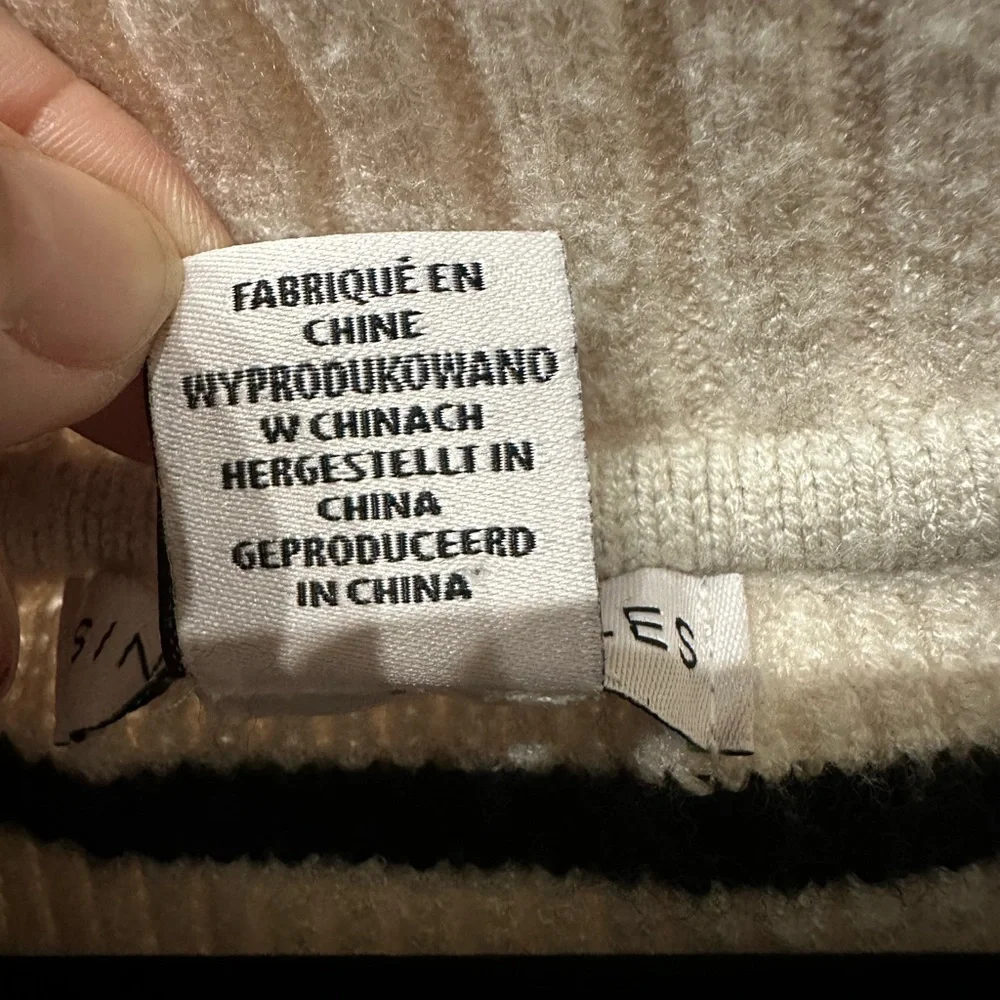 FABRIQUÉ EN
CHINE
WYPRODUKOWANO
W CHINACH
HERGESTELLT IN
CHINA
GEPRODUCEERD
IN CHINA